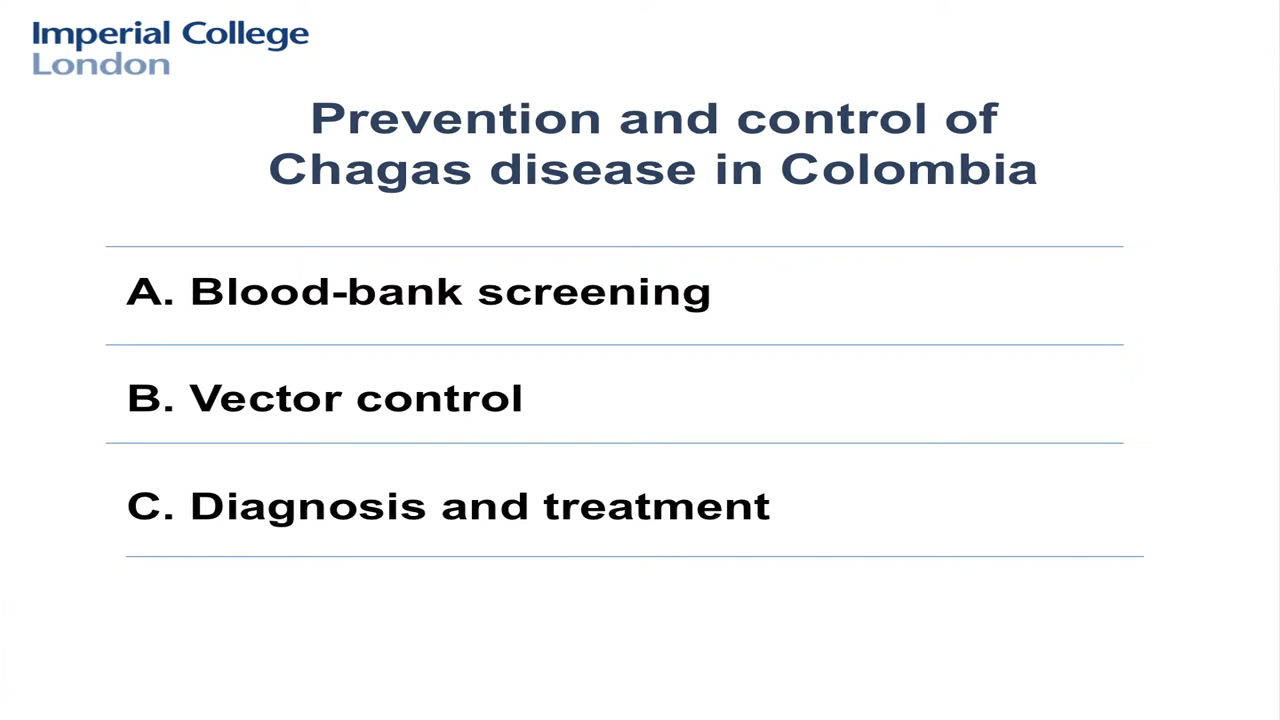 Imperial College
London
Prevention and control of
Chagas disease in Colombia
A. Blood-bank screening
B. Vector control
C. Diagnosis and treatment